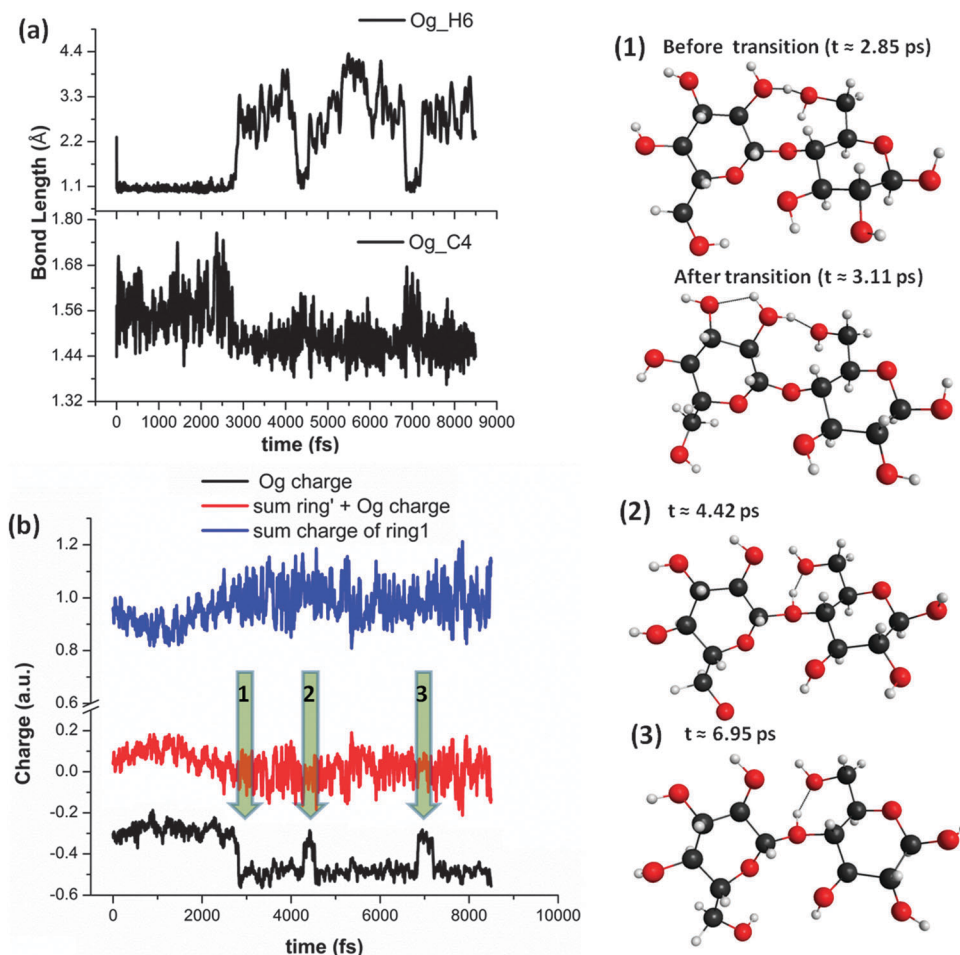 (a)
Og_H6
4.4
3.3
2.2
1.1
Bond Length (Å)
1.80
Og_C4
1.68
1.56
1.44
1.32
0 1000 2000 3000 4000 5000 6000 7000 8000 9000
time (fs)
(b)
Og charge
sum ring' + Og charge
sum charge of ring1
1.2
1.0
0.8
0.6
0.2
0.0
-0.2
-0.4
-0.6
Charge (a.u.)
1 2 3
0 2000 4000 6000 8000 10000
time (fs)
(1) Before transition (t ≈ 2.85 ps)
After transition (t ≈ 3.11 ps)
(2) t ≈ 4.42 ps
(3) t ≈ 6.95 ps